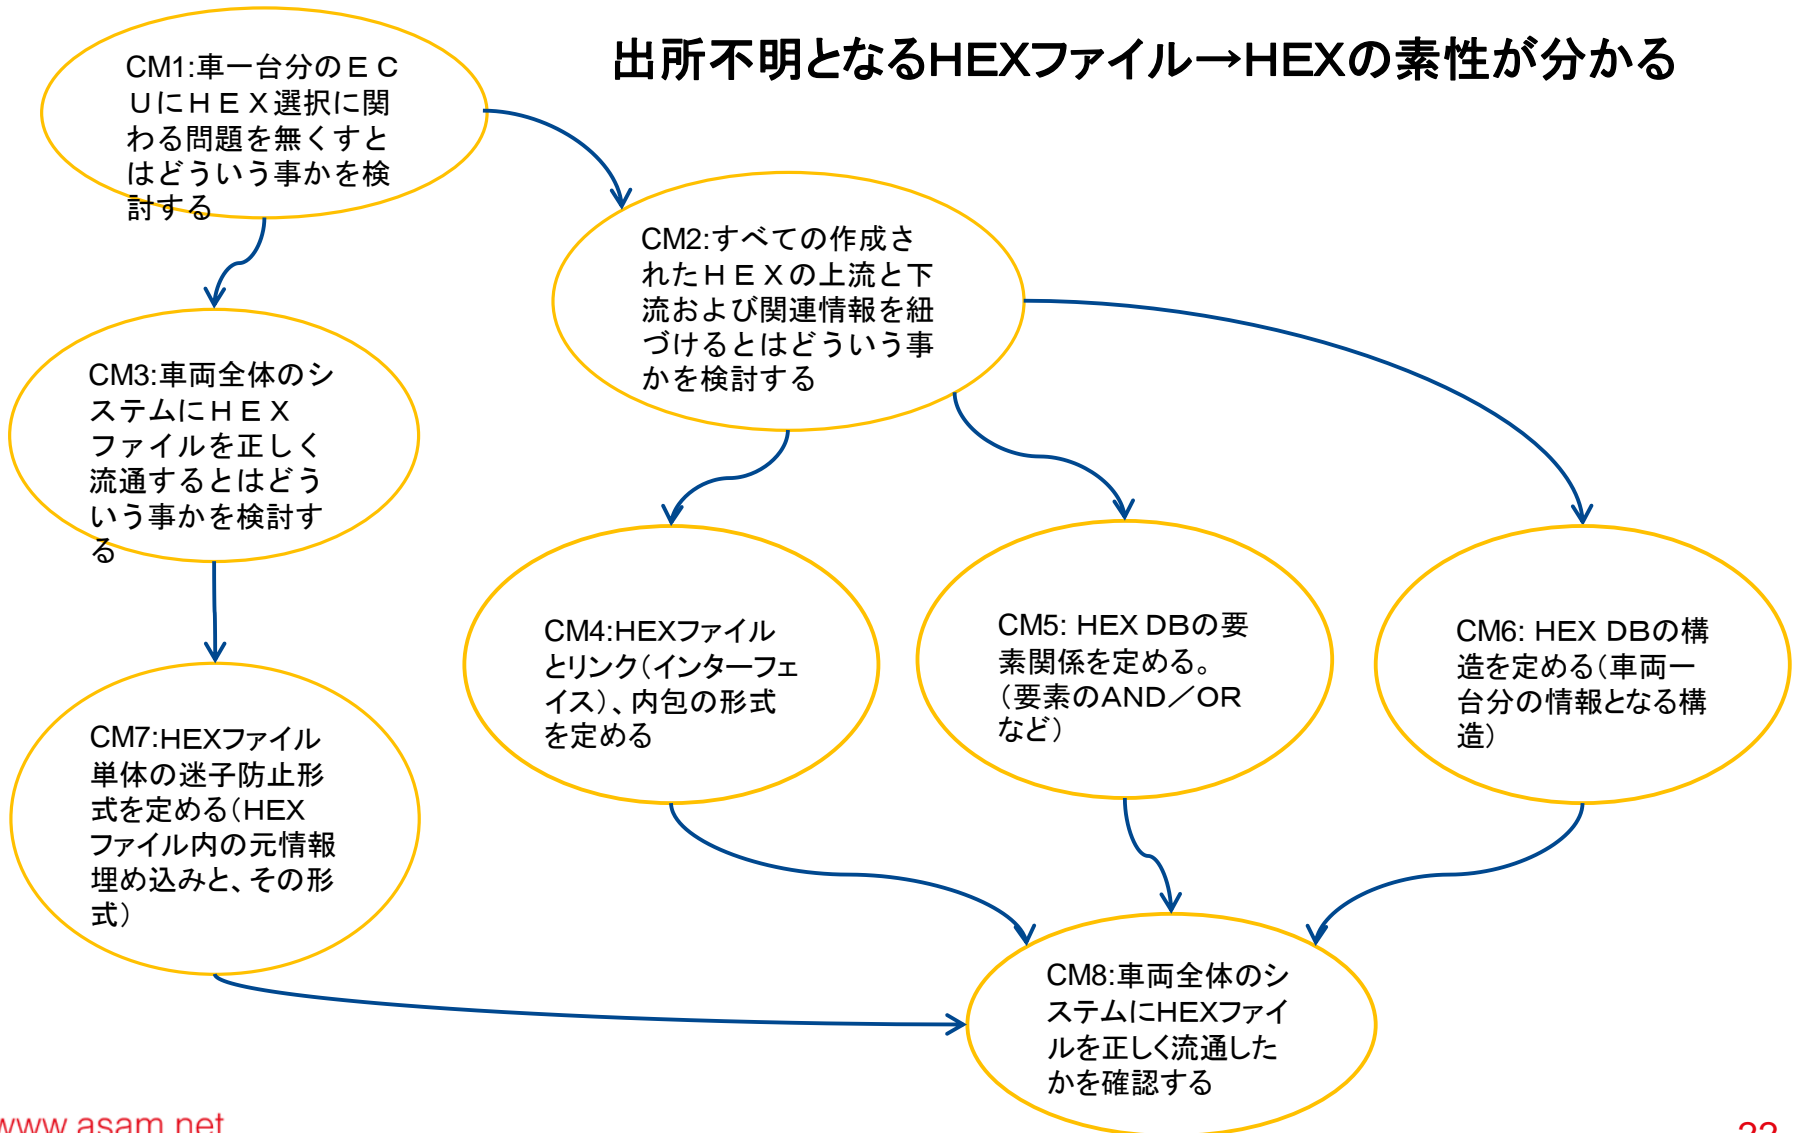 出所不明となるHEXファイル→HEXの素性が分かる
CM1:車一台分のＥＣ
ＵにＨＥＸ選択に関
わる問題を無くすと
はどういう事かを検
討する
CM2:すべての作成さ
れたＨＥＸの上流と下
流および関連情報を紐
づけるとはどういう事
かを検討する
CM3:車両全体のシ
ステムにＨＥＸ
ファイルを正しく
流通するとはどう
いう事かを検討す
る
CM4:HEXファイル
とリンク（インターフェ
イス）、内包の形式
を定める
CM5: HEX DBの要
素関係を定める。
（要素のAND／OR
など）
CM6: HEX DBの構
造を定める（車両一
台分の情報となる構
造）
CM7:HEXファイル
単体の迷子防止形
式を定める（HEX
ファイル内の元情報
埋め込みと、その形
式）
CM8:車両全体のシ
ステムにHEXファイ
ルを正しく流通した
かを確認する
www.asam.net